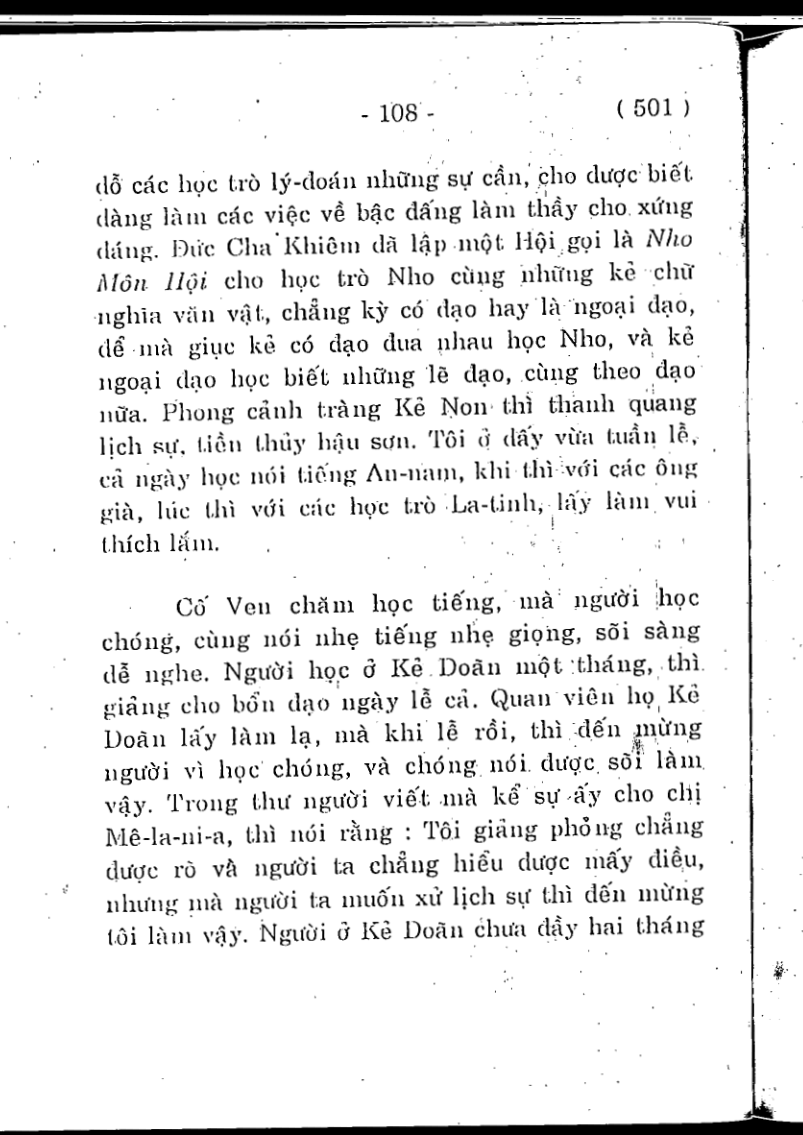 - 108 - ( 501 )
dỗ các học trò lý-doán những sự cần, cho được biết
dàng làm các việc về bậc đấng làm thầy cho xứng
dáng. Đức Cha Khiêm đã lập một Hội gọi là Nho
Môn Hội cho học trò Nho cùng những kẻ chữ
nghĩa văn vật, chẳng kỳ có đạo hay là ngoại đạo,
để mà giục kẻ có đạo đua nhau học Nho, và kẻ
ngoại đạo học biết những lẽ đạo, cùng theo đạo
nữa. Phong cảnh tràng Kẻ Non thì thanh quang
lịch sự, tiền thủy hậu sơn. Tôi ở đấy vừa tuần lễ,
cả ngày học nói tiếng An-nam, khi thì với các ông
già, lúc thì với các học trò La-tinh, lấy làm vui
thích lắm.
Cố Ven chăm học tiếng, mà người học
chóng, cùng nói nhẹ tiếng nhẹ giọng, sõi sàng
dễ nghe. Người học ở Kẻ Doãn một tháng, thì
giảng cho bổn đạo ngày lễ cả. Quan viên họ Kẻ
Doãn lấy làm lạ, mà khi lễ rồi, thì đến mừng
người vì học chóng, và chóng nói được sõi làm
vậy. Trong thư người viết mà kể sự ấy cho chị
Mê-la-ni-a, thì nói rằng : Tôi giảng phỏng chẳng
được rò và người ta chẳng hiểu được mấy điều,
nhưng mà người ta muốn xử lịch sự thì đến mừng
tôi làm vậy. Người ở Kẻ Doãn chưa đầy hai tháng